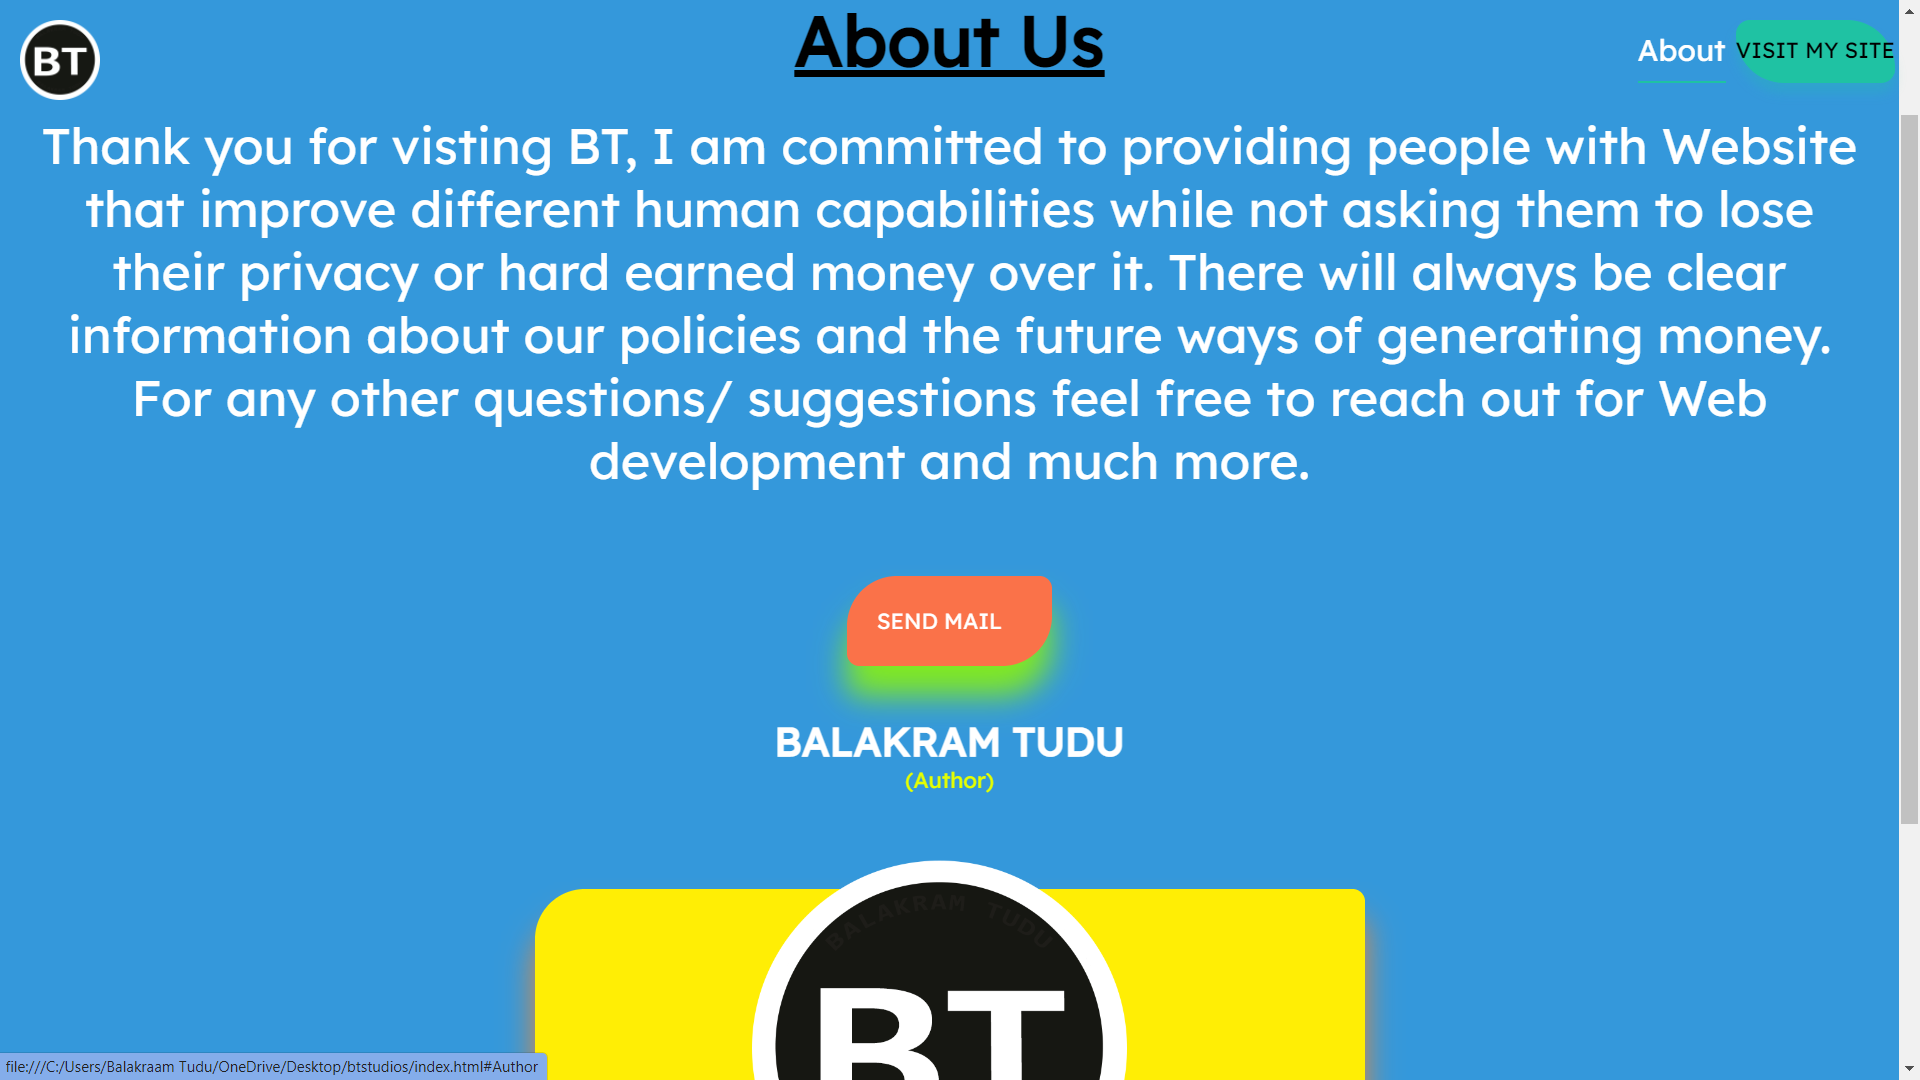 BT
About Us
About
VISIT MY SITE
Thank you for visting BT, I am committed to providing people with Website
that improve different human capabilities while not asking them to lose
their privacy or hard earned money over it. There will always be clear
information about our policies and the future ways of generating money.
For any other questions/ suggestions feel free to reach out for Web
development and much more.
SEND MAIL
BALAKRAM TUDU
(Author)
BALAKRAM TUDU
BT
file:///C:/Users/Balakraam Tudu/OneDrive/Desktop/btstudios/index.html#Author